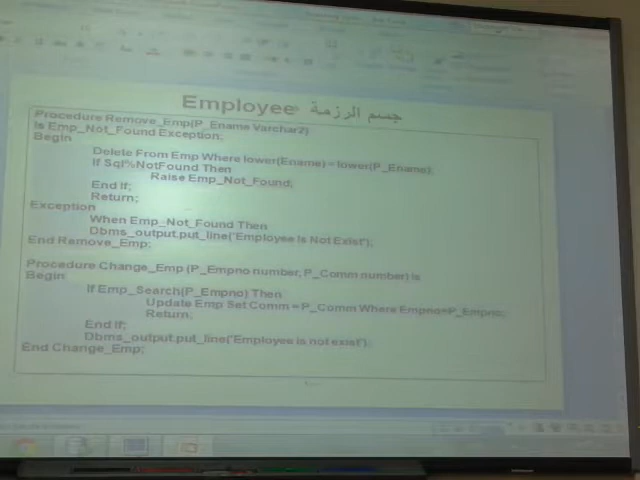 جسم الرزمة Employee
Procedure Remove_Emp(P_Ename Varchar2)
Is Emp_Not_Found Exception;
Begin
Delete From Emp Where lower(Ename) = lower(P_Ename);
If Sql%NotFound Then
Raise Emp_Not_Found;
End If;
Return;
Exception
When Emp_Not_Found Then
Dbms_output.put_line('Employee Is Not Exist');
End Remove_Emp;
Procedure Change_Emp (P_Empno number, P_Comm number) is
Begin
If Emp_Search(P_Empno) Then
Update Emp Set Comm = P_Comm Where Empno=P_Empno;
Return;
End If;
Dbms_output.put_line('Employee is not exist');
End Change_Emp;